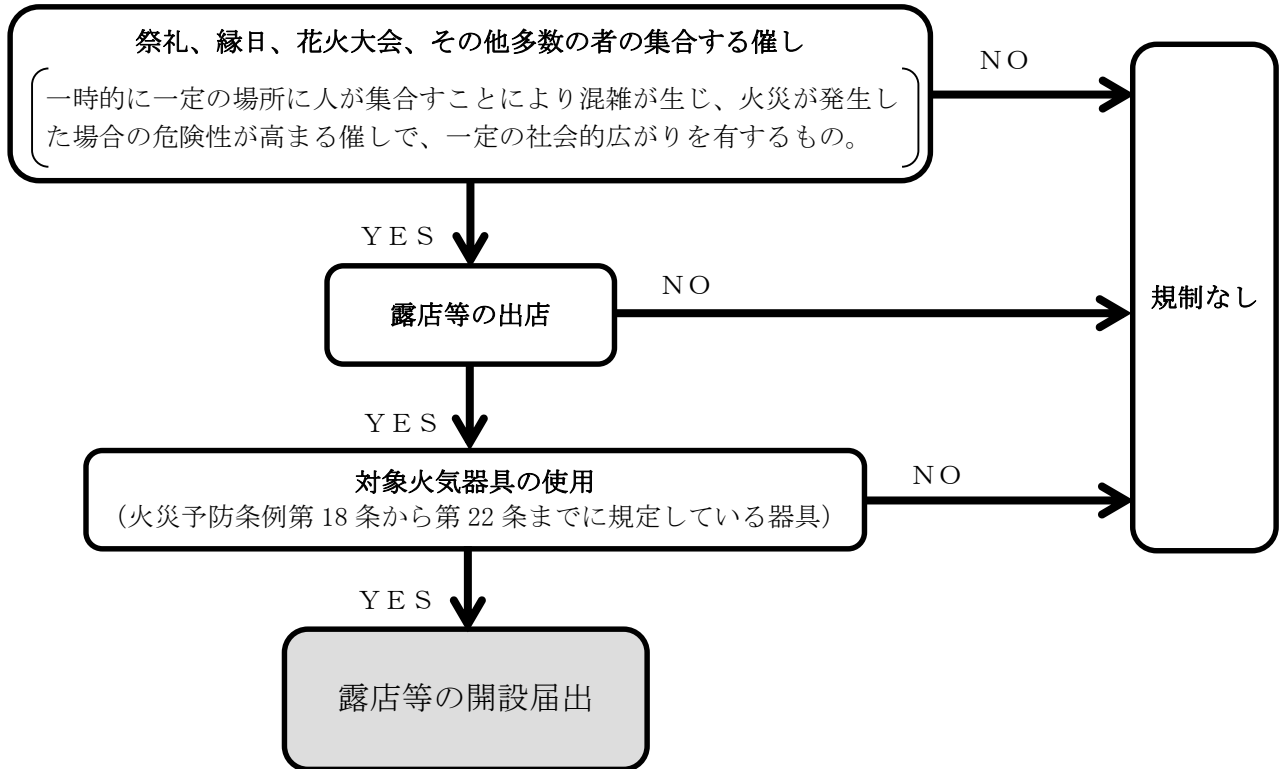 祭礼、縁日、花火大会、その他多数の者の集合する催し
一時的に一定の場所に人が集合すことにより混雑が生じ、火災が発生し
た場合の危険性が高まる催しで、一定の社会的広がりを有するもの。
NO
YES
露店等の出店
NO
規制なし
YES
対象火気器具の使用
（火災予防条例第18条から第22条までに規定している器具）
NO
YES
露店等の開設届出